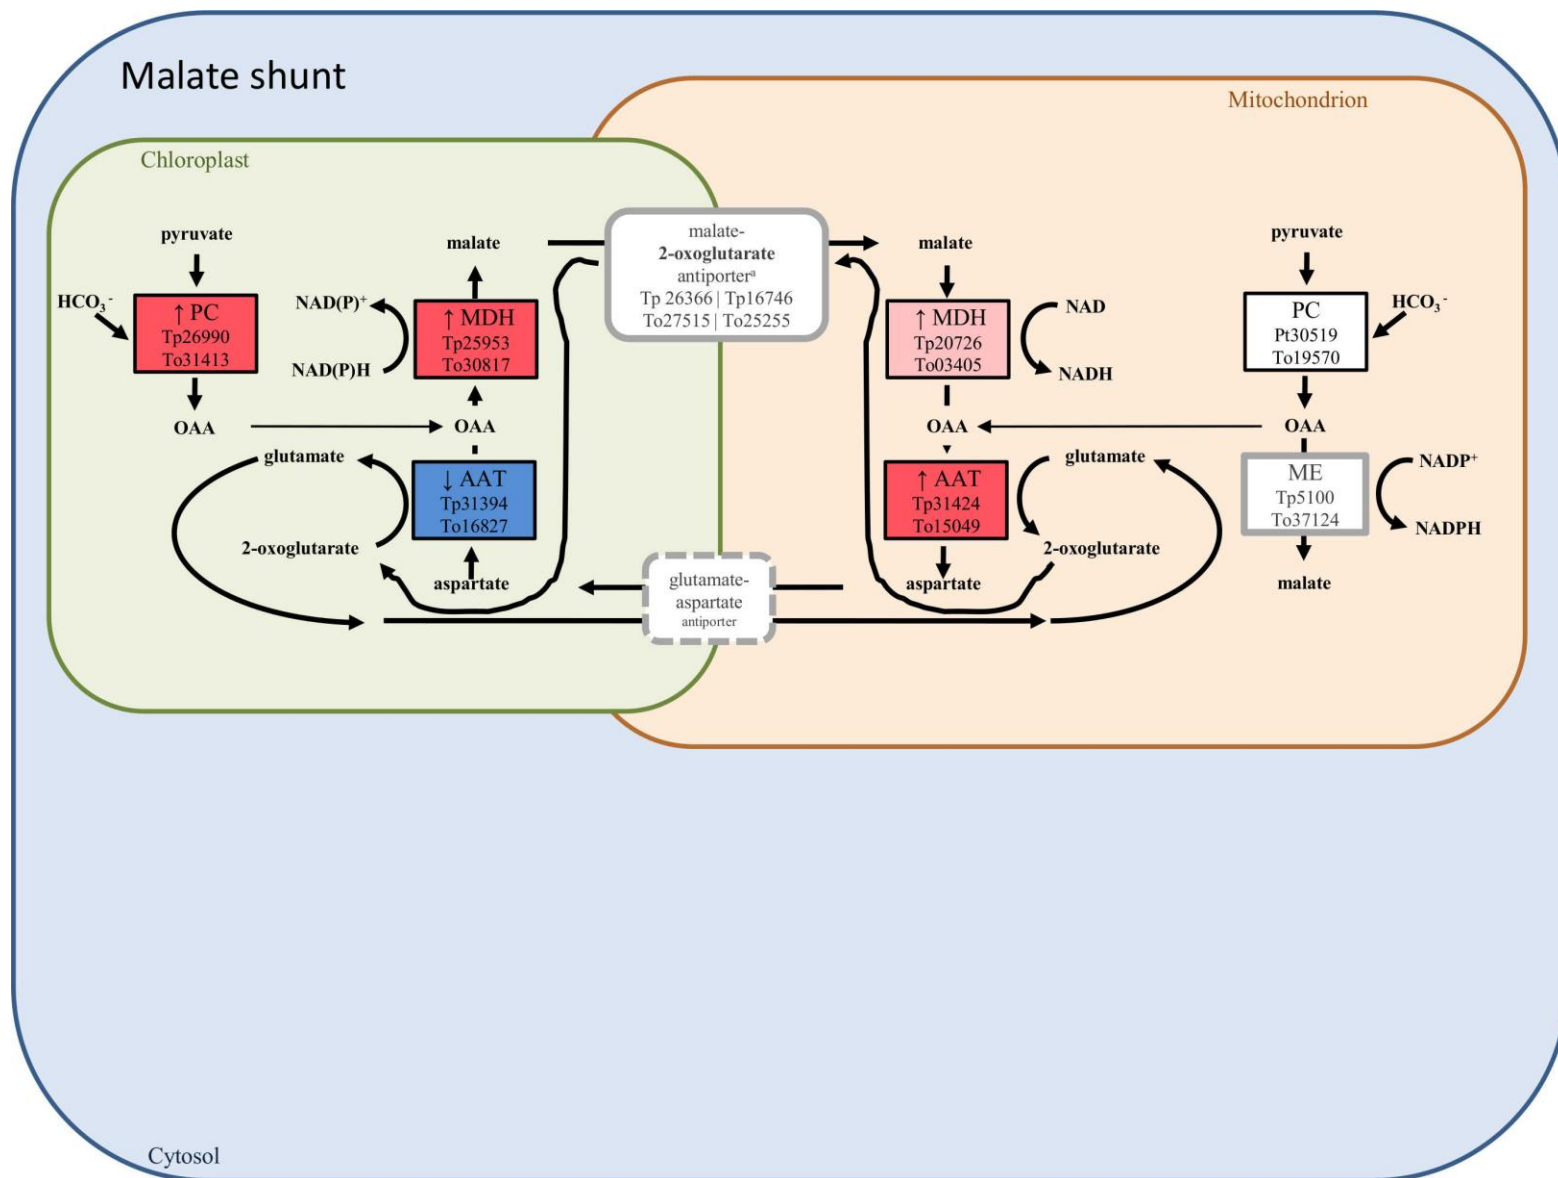 Malate shunt
Mitochondrion
Chloroplast
pyruvate
HCO₃⁻
↑ PC
Tp26990
To31413
OAA
malate
NAD(P)⁺
NAD(P)H
↑ MDH
Tp25953
To30817
OAA
glutamate
2-oxoglutarate
↓ AAT
Tp31394
To16827
aspartate
malate-
2-oxoglutarate
antiporterᵃ
Tp 26366 | Tp16746
To27515 | To25255
glutamate-
aspartate
antiporter
malate
↑ MDH
Tp20726
To03405
NAD
NADH
OAA
↑ AAT
Tp31424
To15049
glutamate
2-oxoglutarate
aspartate
pyruvate
PC
Pt30519
To19570
HCO₃⁻
OAA
ME
Tp5100
To37124
NADP⁺
NADPH
malate
Cytosol